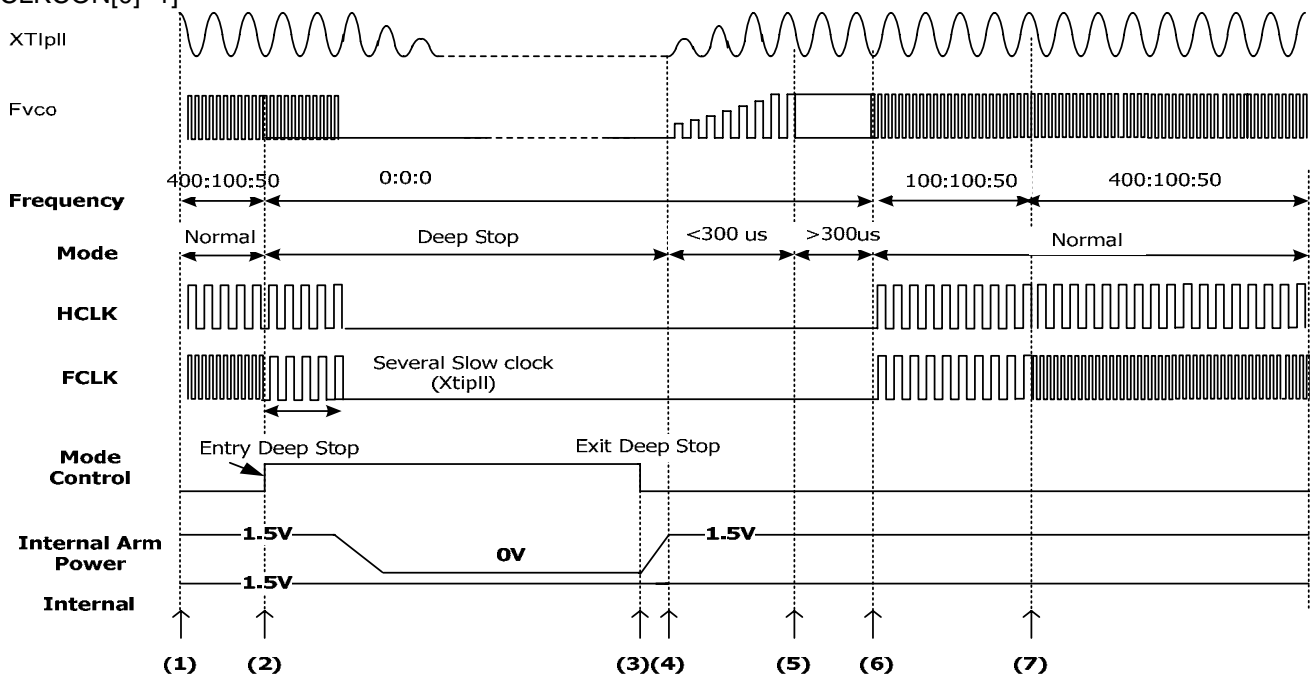 XTIpll
Fvco
400:100:50 0:0:0 100:100:50 400:100:50
Frequency
Normal Deep Stop <300 us >300us Normal
Mode
HCLK
FCLK
Several Slow clock
(Xtipll)
Mode
Control
Entry Deep Stop Exit Deep Stop
Internal Arm
Power
1.5V 0V 1.5V
1.5V
Internal
(1) (2) (3)(4) (5) (6) (7)